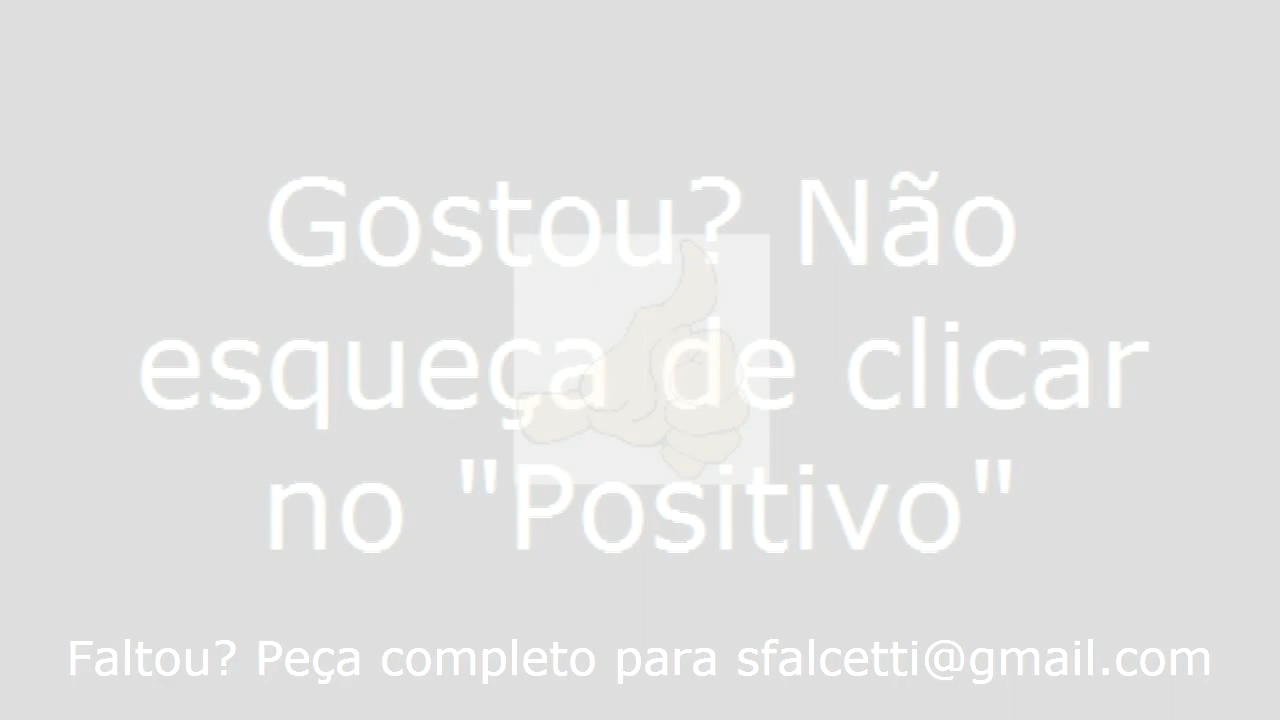 Gostou? Não
esqueça de clicar
no "Positivo"
Faltou? Peça completo para sfalcetti@gmail.com